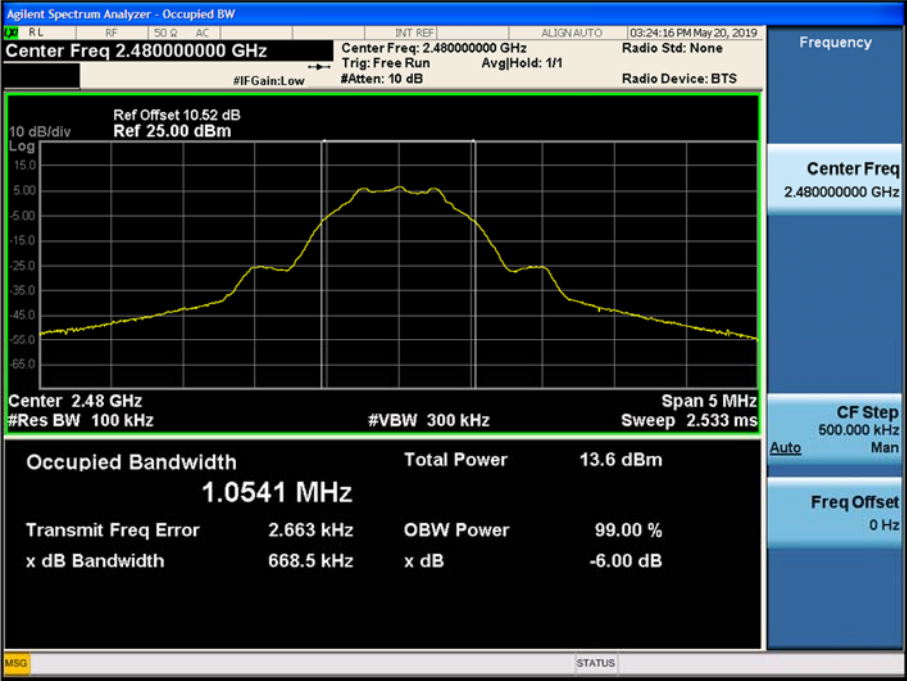 Agilent Spectrum Analyzer - Occupied BW
LXI RL RF 50 Ω AC INT REF ALIGN AUTO 03:24:16 PM May 20, 2019
Center Freq 2.480000000 GHz
Center Freq: 2.480000000 GHz
Radio Std: None
Trig: Free Run Avg|Hold: 1/1
#IFGain:Low
#Atten: 10 dB
Radio Device: BTS
Ref Offset 10.52 dB
10 dB/div Ref 25.00 dBm
Log
15.0
5.00
-5.00
-15.0
-25.0
-35.0
-45.0
-55.0
-65.0
Center 2.48 GHz Span 5 MHz
#Res BW 100 kHz #VBW 300 kHz Sweep 2.533 ms
Occupied Bandwidth Total Power 13.6 dBm
1.0541 MHz
Transmit Freq Error 2.663 kHz OBW Power 99.00 %
x dB Bandwidth 668.5 kHz x dB -6.00 dB
Frequency
Center Freq
2.480000000 GHz
CF Step
500.000 kHz
Auto Man
Freq Offset
0 Hz
MSG STATUS